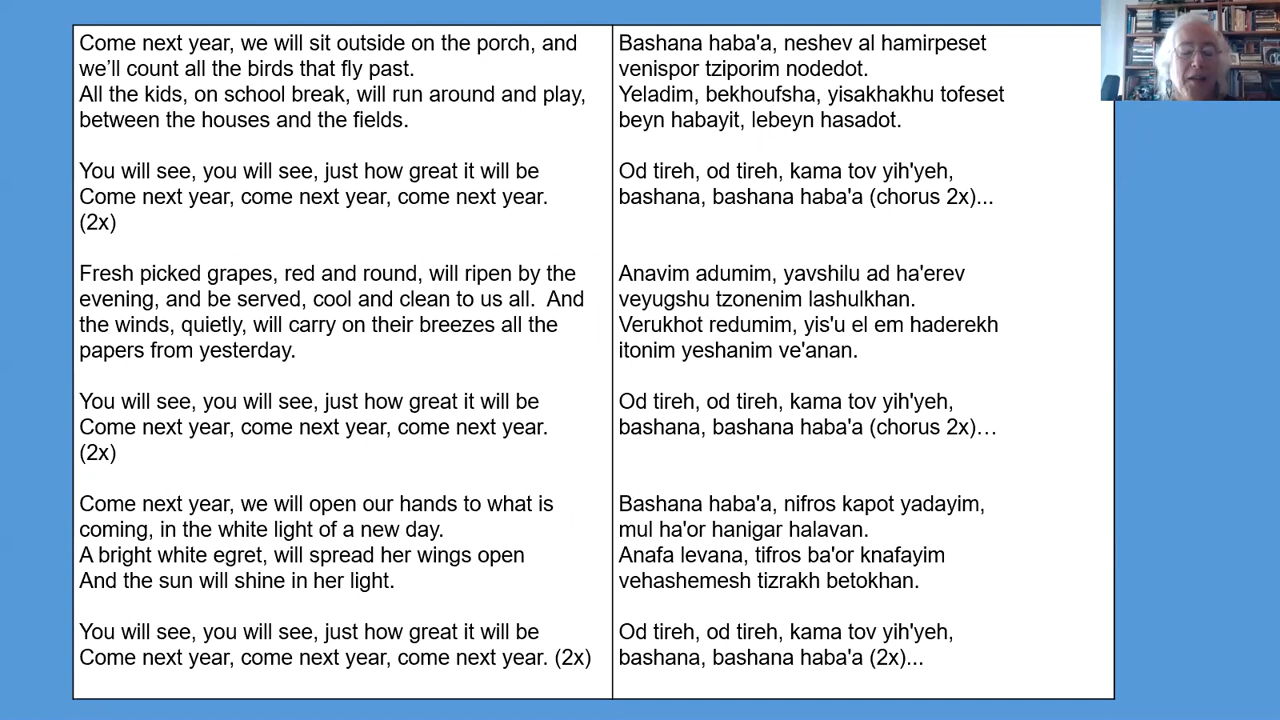 Come next year, we will sit outside on the porch, and
we’ll count all the birds that fly past.
All the kids, on school break, will run around and play,
between the houses and the fields.
You will see, you will see, just how great it will be
Come next year, come next year, come next year.
(2x)
Fresh picked grapes, red and round, will ripen by the
evening, and be served, cool and clean to us all.  And
the winds, quietly, will carry on their breezes all the
papers from yesterday.
You will see, you will see, just how great it will be
Come next year, come next year, come next year.
(2x)
Come next year, we will open our hands to what is
coming, in the white light of a new day.
A bright white egret, will spread her wings open
And the sun will shine in her light.
You will see, you will see, just how great it will be
Come next year, come next year, come next year. (2x)
Bashana haba'a, neshev al hamirpeset
venispor tziporim nodedot.
Yeladim, bekhoufsha, yisakhakhu tofeset
beyn habayit, lebeyn hasadot.
Od tireh, od tireh, kama tov yih'yeh,
bashana, bashana haba'a (chorus 2x)...
Anavim adumim, yavshilu ad ha'erev
veyugshu tzonenim lashulkhan.
Verukhot redumim, yis'u el em haderekh
itonim yeshanim ve'anan.
Od tireh, od tireh, kama tov yih'yeh,
bashana, bashana haba'a (chorus 2x)…
Bashana haba'a, nifros kapot yadayim,
mul ha'or hanigar halavan.
Anafa levana, tifros ba'or knafayim
vehashemesh tizrakh betokhan.
Od tireh, od tireh, kama tov yih'yeh,
bashana, bashana haba'a (2x)...